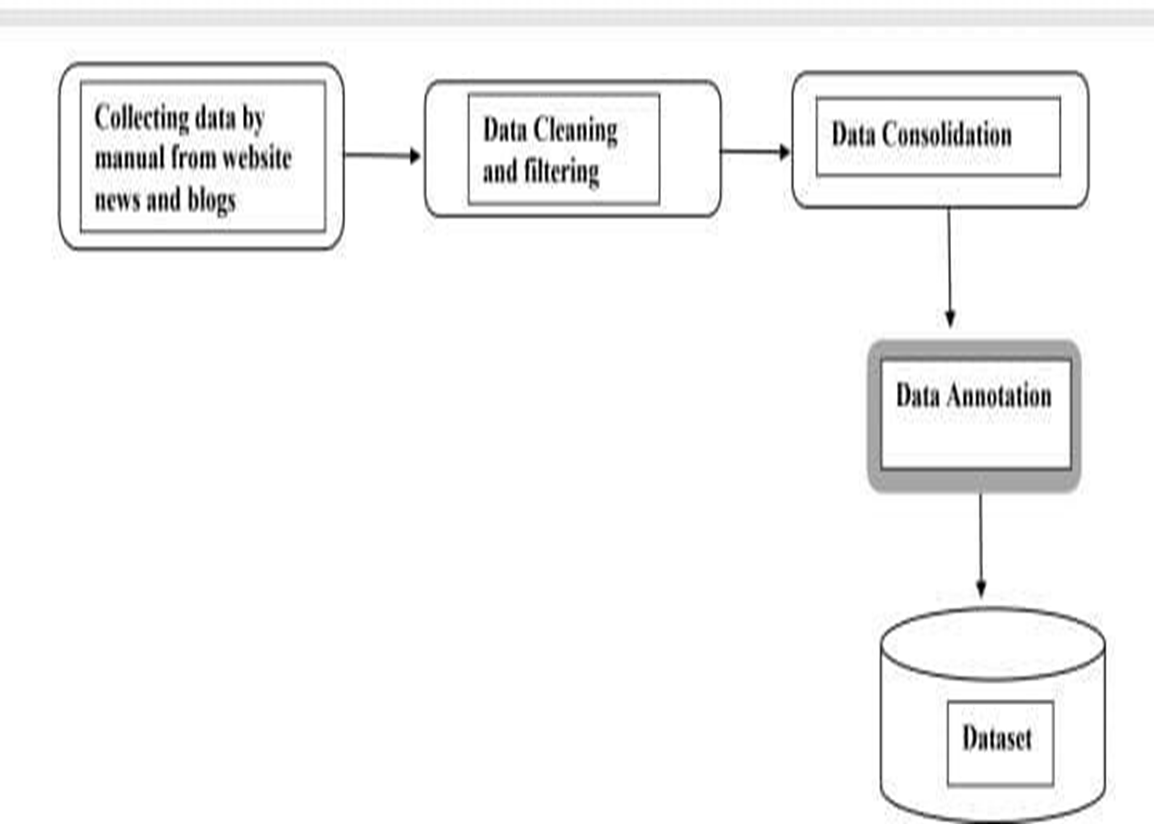 Collecting data by
manual from website
news and blogs
Data Cleaning
and filtering
Data Consolidation
Data Annotation
Dataset